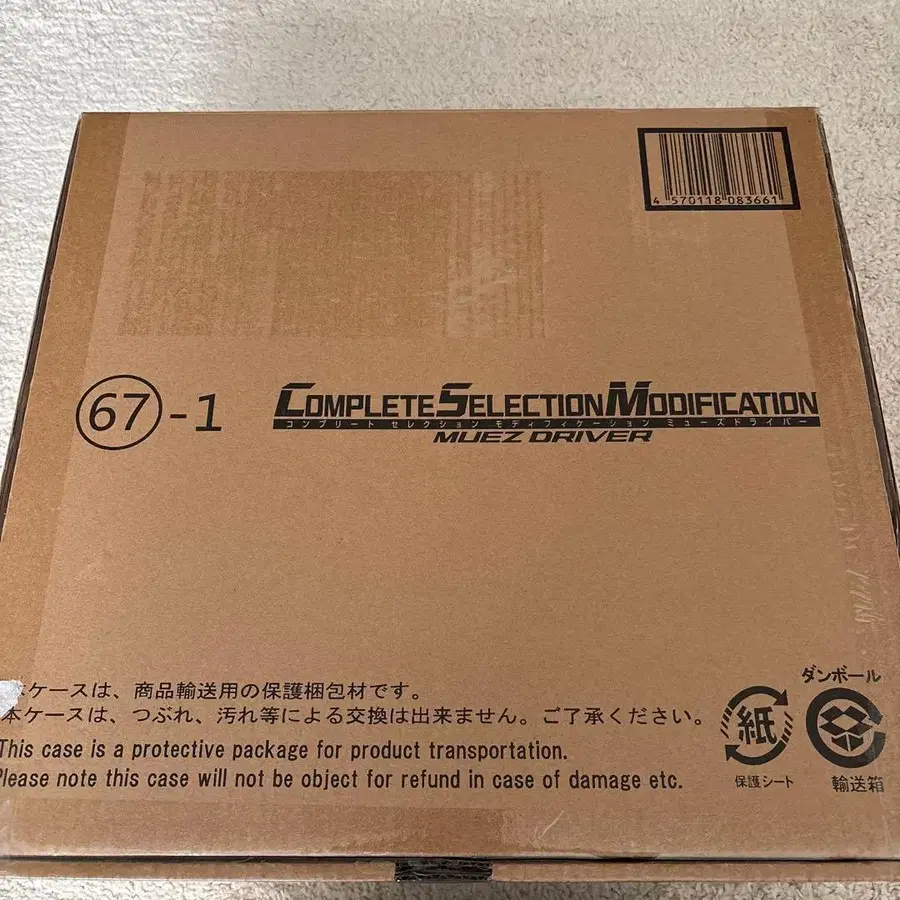 4 570118 083661
67-1 COMPLETE SELECTION MODIFICATION
コンプリート セレクション モディフィケーション ミューズドライバー
MUEZ DRIVER
本ケースは、商品輸送用の保護梱包材です。
本ケースは、つぶれ、汚れ等による交換は出来ません。ご了承ください。
This case is a protective package for product transportation.
Please note this case will not be object for refund in case of damage etc.
紙
保護シート
ダンボール
輸送箱